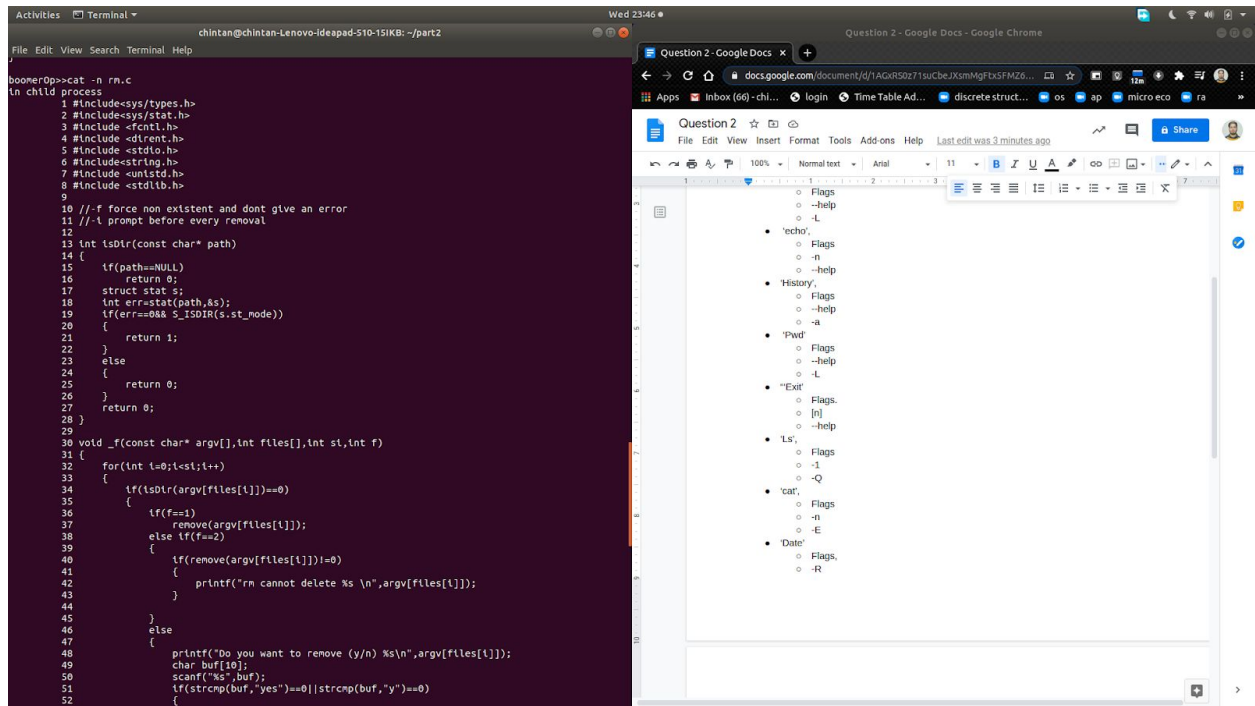 Activities Terminal Wed 23:46
chintan@chintan-Lenovo-ideapad-510-15IKB: ~/part2
File Edit View Search Terminal Help
boomerOp>>cat -n rm.c
in child process
1 #include<sys/types.h>
2 #include<sys/stat.h>
3 #include <fcntl.h>
4 #include <dirent.h>
5 #include <stdio.h>
6 #include<string.h>
7 #include <unistd.h>
8 #include <stdlib.h>
9
10 //-f force non existent and dont give an error
11 //-i prompt before every removal
12
13 int isDir(const char* path)
14 {
15     if(path==NULL)
16         return 0;
17     struct stat s;
18     int err=stat(path,&s);
19     if(err==0&& S_ISDIR(s.st_mode))
20     {
21         return 1;
22     }
23     else
24     {
25         return 0;
26     }
27     return 0;
28 }
29
30 void _f(const char* argv[],int files[],int si,int f)
31 {
32     for(int i=0;i<si;i++)
33     {
34         if(isDir(argv[files[i]])==0)
35         {
36             if(f==1)
37                 remove(argv[files[i]]);
38             else if(f==2)
39             {
40                 if(remove(argv[files[i]])!=0)
41                 {
42                     printf("rm cannot delete %s \n",argv[files[i]]);
43                 }
44
45             }
46             else
47             {
48                 printf("Do you want to remove (y/n) %s\n",argv[files[i]]);
49                 char buf[10];
50                 scanf("%s",buf);
51                 if(strcmp(buf,"yes")==0||strcmp(buf,"y")==0)
52                 {
Question 2 - Google Docs - Google Chrome
Question 2 - Google Docs
docs.google.com/document/d/1AGxRS0z71suCbeJXsmMgFtxSFMZ6...
12m
Apps Inbox (66) - chi... login Time Table Ad... discrete struct... os ap micro eco ra »
Question 2
File Edit View Insert Format Tools Add-ons Help Last edit was 3 minutes ago
Share
100% Normal text Arial 11 B I U A
31
Flags
--help
-L
'echo',
Flags
-n
--help
'History',
Flags
--help
-a
'Pwd'
Flags
--help
-L
"'Exit'
Flags.
[n]
--help
'Ls',
Flags
-1
-Q
'cat',
Flags
-n
-E
'Date'
Flags,
-R